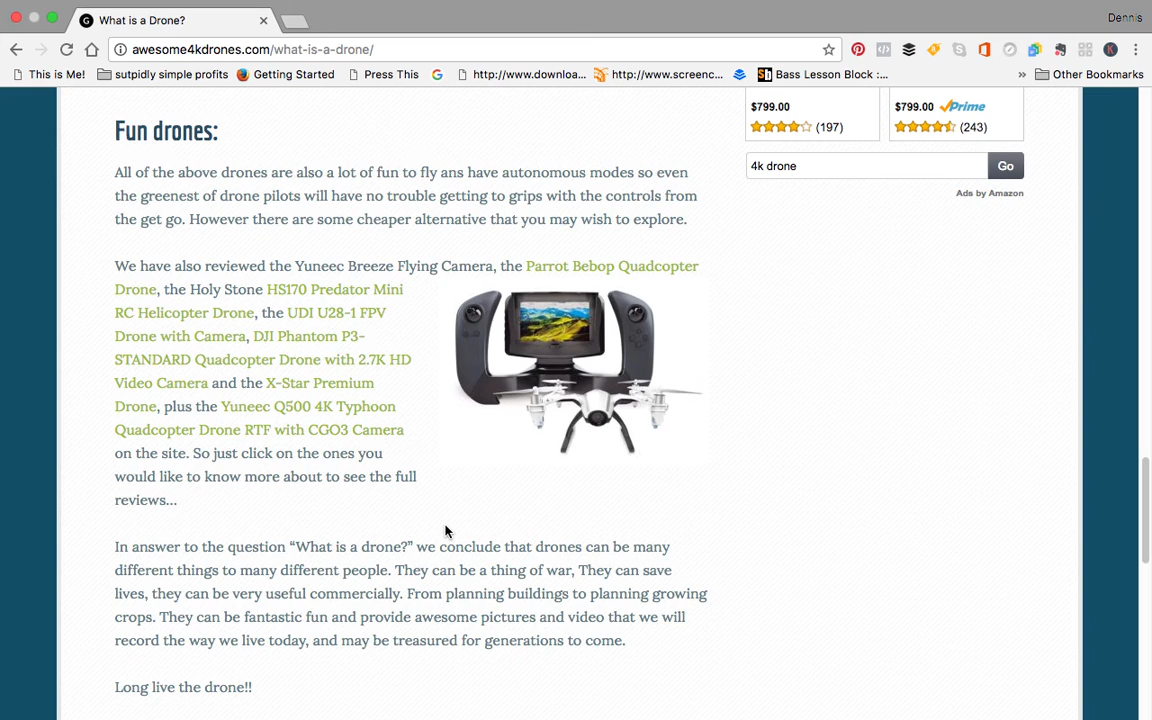 What is a Drone?
Dennis
awesome4kdrones.com/what-is-a-drone/
This is Me!
sutpidly simple profits
Getting Started
Press This
http://www.downloa...
http://www.screenc...
Bass Lesson Block :...
»
Other Bookmarks
$799.00
(197)
$799.00 Prime
(243)
4k drone
Go
Ads by Amazon
Fun drones:
All of the above drones are also a lot of fun to fly ans have autonomous modes so even
the greenest of drone pilots will have no trouble getting to grips with the controls from
the get go. However there are some cheaper alternative that you may wish to explore.
We have also reviewed the Yuneec Breeze Flying Camera, the Parrot Bebop Quadcopter
Drone, the Holy Stone HS170 Predator Mini
RC Helicopter Drone, the UDI U28-1 FPV
Drone with Camera, DJI Phantom P3-
STANDARD Quadcopter Drone with 2.7K HD
Video Camera and the X-Star Premium
Drone, plus the Yuneec Q500 4K Typhoon
Quadcopter Drone RTF with CGO3 Camera
on the site. So just click on the ones you
would like to know more about to see the full
reviews...
In answer to the question “What is a drone?” we conclude that drones can be many
different things to many different people. They can be a thing of war, They can save
lives, they can be very useful commercially. From planning buildings to planning growing
crops. They can be fantastic fun and provide awesome pictures and video that we will
record the way we live today, and may be treasured for generations to come.
Long live the drone!!